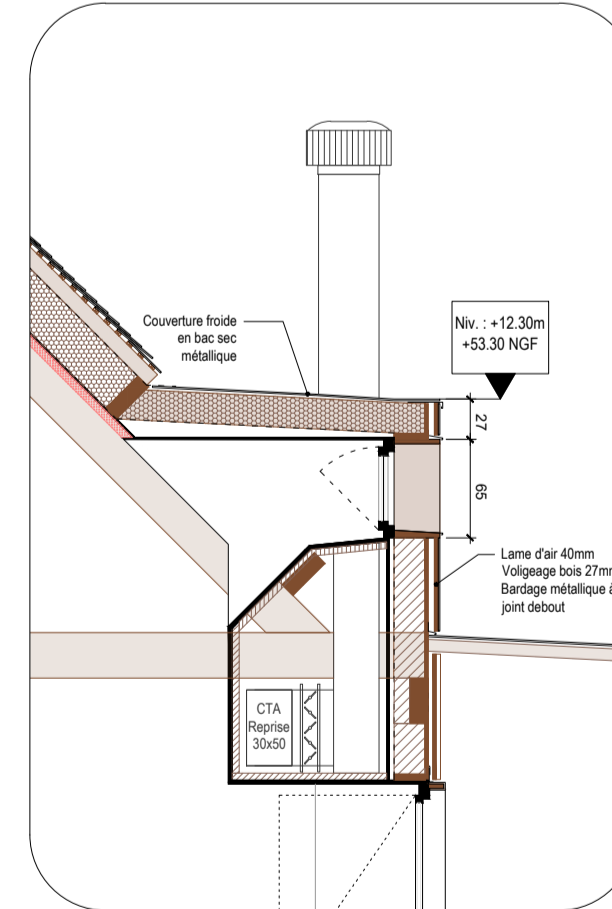 Couverture froide
en bac sec
métallique
Niv. : +12.30m
+53.30 NGF
27
65
Lame d'air 40mm
Voligeage bois 27mm
Bardage métallique à
joint debout
CTA
Reprise
30x50